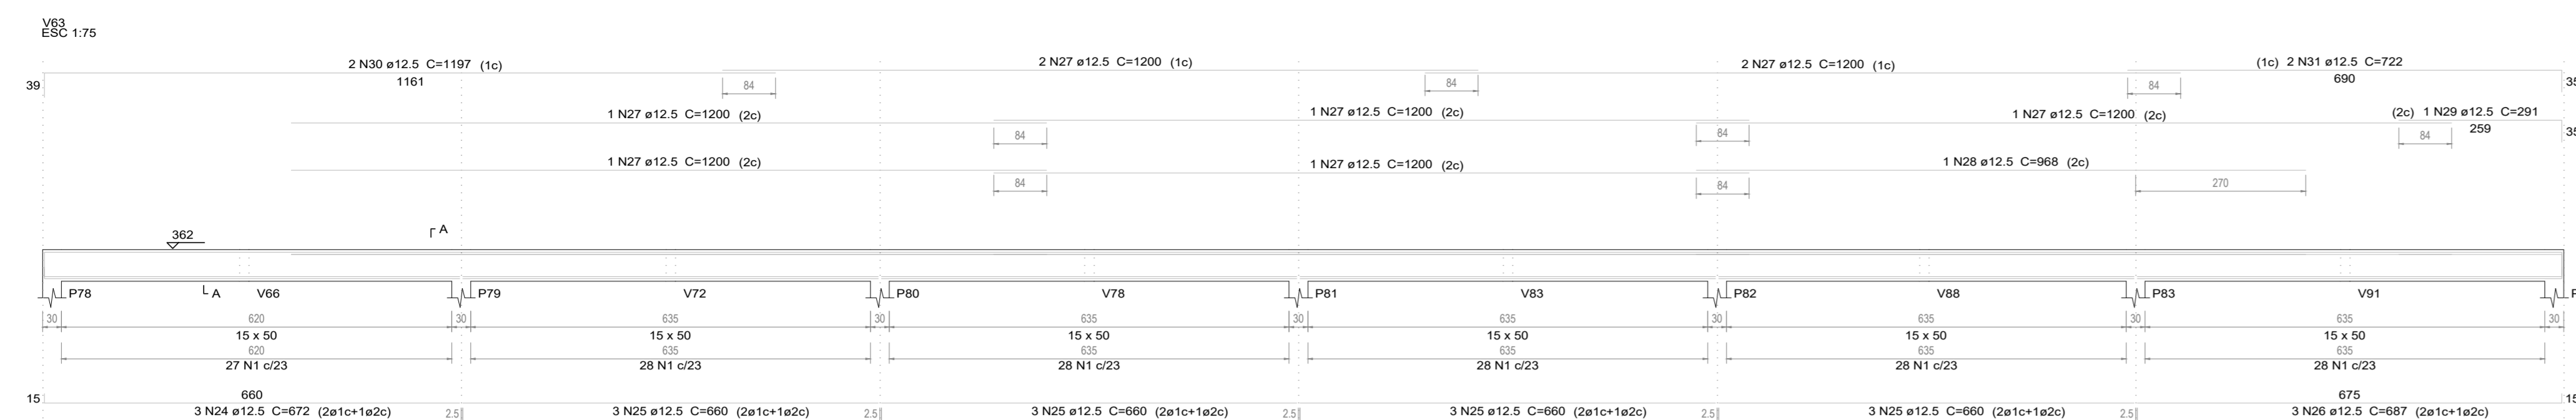 V63
ESC 1:75
2 N30 ø12.5 C=1197 (1c)
2 N27 ø12.5 C=1200 (1c)
2 N27 ø12.5 C=1200 (1c)
(1c) 2 N31 ø12.5 C=722
39
1161
84
84
84
690
35
1 N27 ø12.5 C=1200 (2c)
1 N27 ø12.5 C=1200 (2c)
1 N27 ø12.5 C=1200 (2c)
(2c) 1 N29 ø12.5 C=291
84
84
84
259
35
1 N27 ø12.5 C=1200 (2c)
1 N27 ø12.5 C=1200 (2c)
1 N28 ø12.5 C=968 (2c)
84
84
270
A
362
P78
A
V66
P79
V72
P80
V78
P81
V83
P82
V88
P83
V91
30
620
30
635
30
635
30
635
30
635
30
635
30
15 x 50
15 x 50
15 x 50
15 x 50
15 x 50
15 x 50
620
635
635
635
635
635
27 N1 c/23
28 N1 c/23
28 N1 c/23
28 N1 c/23
28 N1 c/23
28 N1 c/23
15
660
675
15
3 N24 ø12.5 C=672 (2ø1c+1ø2c)
2.5
3 N25 ø12.5 C=660 (2ø1c+1ø2c)
2.5
3 N25 ø12.5 C=660 (2ø1c+1ø2c)
2.5
3 N25 ø12.5 C=660 (2ø1c+1ø2c)
2.5
3 N25 ø12.5 C=660 (2ø1c+1ø2c)
2.5
3 N26 ø12.5 C=687 (2ø1c+1ø2c)